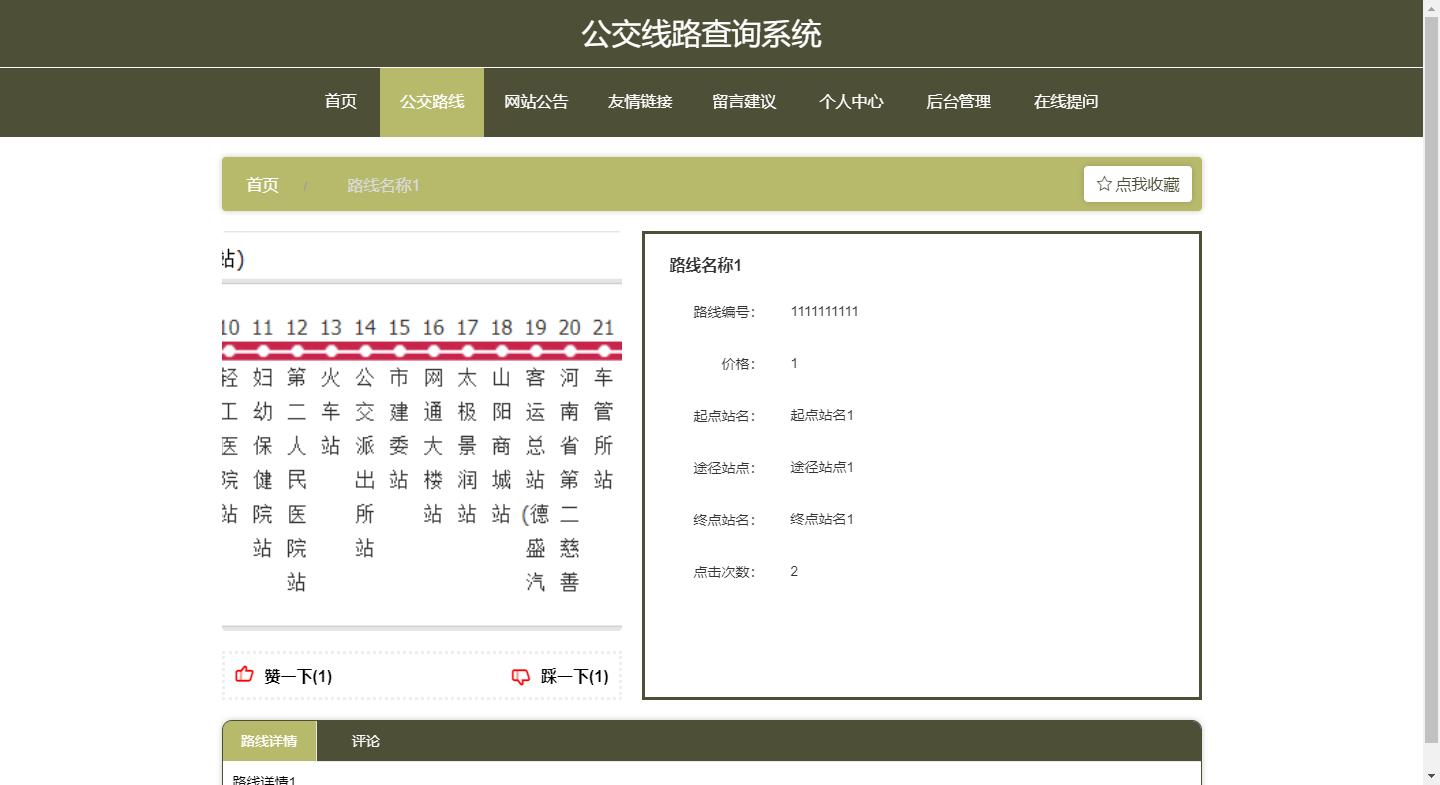 公交线路查询系统
首页 公交路线 网站公告 友情链接 留言建议 个人中心 后台管理 在线提问
首页 / 路线名称1 点我收藏
站)
10 11 12 13 14 15 16 17 18 19 20 21
轻工医院站
妇幼保健院站
第二人民医院站
火车站
公交派出所站
市建委站
网通大楼站
太极景润站
山阳商城站
客运总站(德盛汽
河南省第二慈善
车管所站
赞一下(1) 踩一下(1)
路线名称1
路线编号: 1111111111
价格: 1
起点站名: 起点站名1
途径站点: 途径站点1
终点站名: 终点站名1
点击次数: 2
路线详情 评论
路线详情1